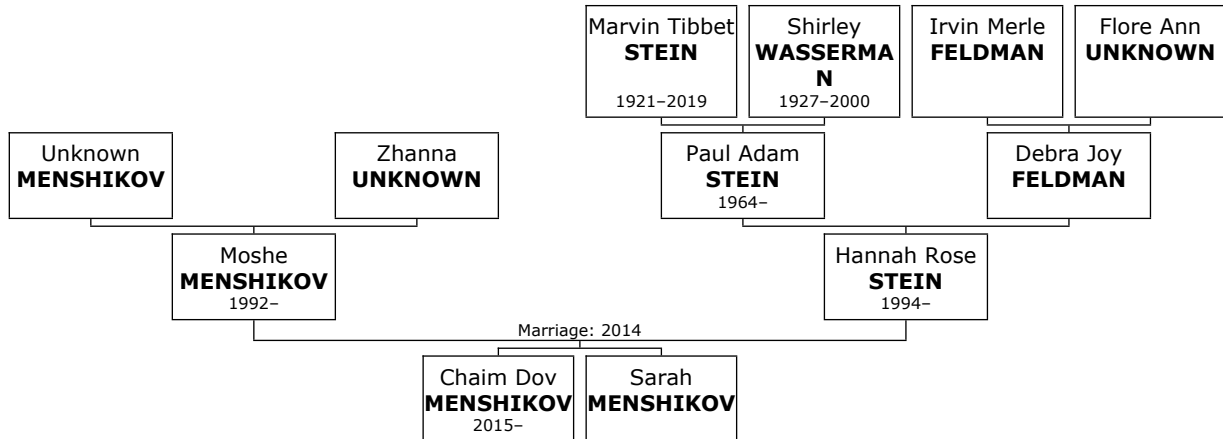 Marvin Tibbet
STEIN
1921–2019
Shirley
WASSERMA
N
1927–2000
Irvin Merle
FELDMAN
Flore Ann
UNKNOWN
Unknown
MENSHIKOV
Zhanna
UNKNOWN
Paul Adam
STEIN
1964–
Debra Joy
FELDMAN
Moshe
MENSHIKOV
1992–
Hannah Rose
STEIN
1994–
Marriage: 2014
Chaim Dov
MENSHIKOV
2015–
Sarah
MENSHIKOV